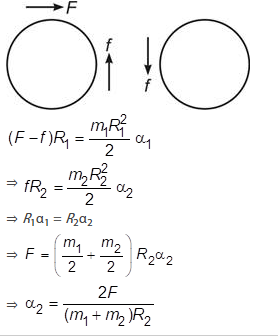 F
f
f
(F – f)R₁ = m₁R₁²/2 α₁
⇒ fR₂ = m₂R₂²/2 α₂
⇒ R₁α₁ = R₂α₂
⇒ F = (m₁/2 + m₂/2) R₂α₂
⇒ α₂ = 2F/(m₁ + m₂)R₂